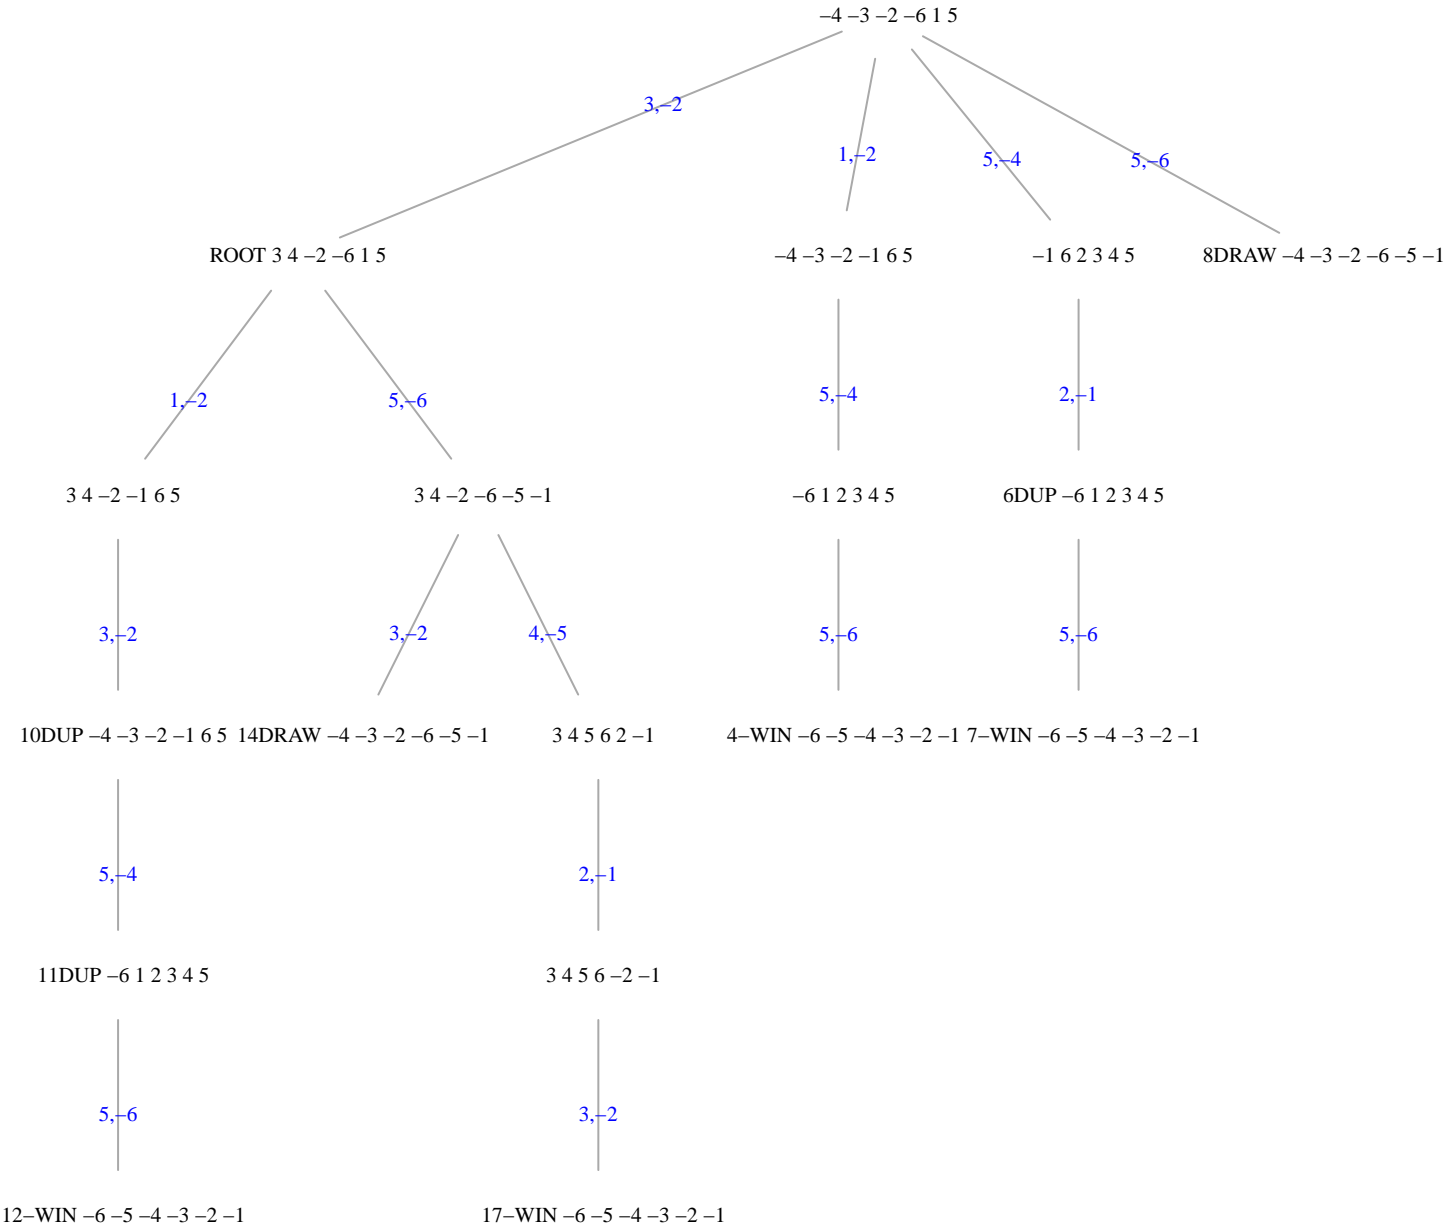 –4 –3 –2 –6 1 5
3,–2
1,–2
5,–4
5,–6
ROOT 3 4 –2 –6 1 5
–4 –3 –2 –1 6 5
–1 6 2 3 4 5
8DRAW –4 –3 –2 –6 –5 –1
1,–2
5,–6
5,–4
2,–1
3 4 –2 –1 6 5
3 4 –2 –6 –5 –1
–6 1 2 3 4 5
6DUP –6 1 2 3 4 5
3,–2
3,–2
4,–5
5,–6
5,–6
10DUP –4 –3 –2 –1 6 5
14DRAW –4 –3 –2 –6 –5 –1
3 4 5 6 2 –1
4–WIN –6 –5 –4 –3 –2 –1
7–WIN –6 –5 –4 –3 –2 –1
5,–4
2,–1
11DUP –6 1 2 3 4 5
3 4 5 6 –2 –1
5,–6
3,–2
12–WIN –6 –5 –4 –3 –2 –1
17–WIN –6 –5 –4 –3 –2 –1